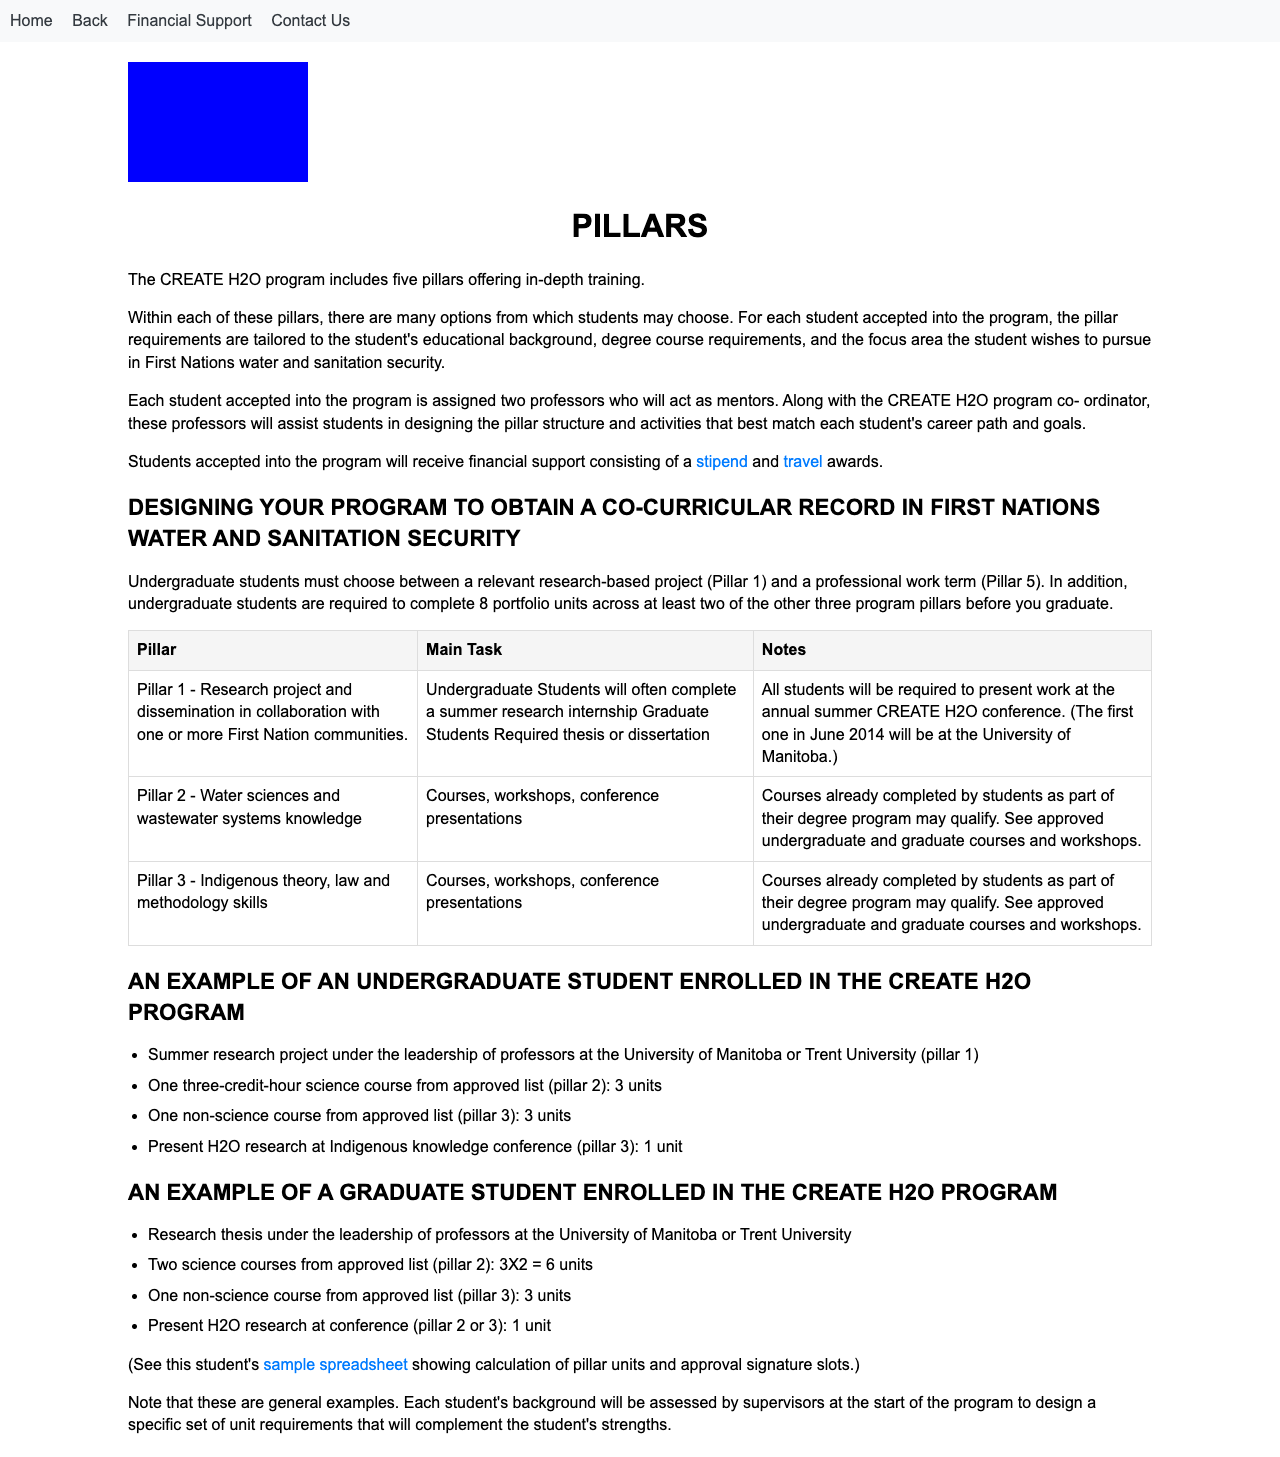 Home Back Financial Support Contact Us
PILLARS
The CREATE H2O program includes five pillars offering in-depth training.
Within each of these pillars, there are many options from which students may choose. For each student accepted into the program, the pillar
requirements are tailored to the student's educational background, degree course requirements, and the focus area the student wishes to pursue
in First Nations water and sanitation security.
Each student accepted into the program is assigned two professors who will act as mentors. Along with the CREATE H2O program co- ordinator,
these professors will assist students in designing the pillar structure and activities that best match each student's career path and goals.
Students accepted into the program will receive financial support consisting of a stipend and travel awards.
DESIGNING YOUR PROGRAM TO OBTAIN A CO-CURRICULAR RECORD IN FIRST NATIONS
WATER AND SANITATION SECURITY
Undergraduate students must choose between a relevant research-based project (Pillar 1) and a professional work term (Pillar 5). In addition,
undergraduate students are required to complete 8 portfolio units across at least two of the other three program pillars before you graduate.
Pillar Main Task Notes
Pillar 1 - Research project and
dissemination in collaboration with
one or more First Nation communities.
Undergraduate Students will often complete
a summer research internship Graduate
Students Required thesis or dissertation
All students will be required to present work at the
annual summer CREATE H2O conference. (The first
one in June 2014 will be at the University of
Manitoba.)
Pillar 2 - Water sciences and
wastewater systems knowledge
Courses, workshops, conference
presentations
Courses already completed by students as part of
their degree program may qualify. See approved
undergraduate and graduate courses and workshops.
Pillar 3 - Indigenous theory, law and
methodology skills
Courses, workshops, conference
presentations
Courses already completed by students as part of
their degree program may qualify. See approved
undergraduate and graduate courses and workshops.
AN EXAMPLE OF AN UNDERGRADUATE STUDENT ENROLLED IN THE CREATE H2O
PROGRAM
• Summer research project under the leadership of professors at the University of Manitoba or Trent University (pillar 1)
• One three-credit-hour science course from approved list (pillar 2): 3 units
• One non-science course from approved list (pillar 3): 3 units
• Present H2O research at Indigenous knowledge conference (pillar 3): 1 unit
AN EXAMPLE OF A GRADUATE STUDENT ENROLLED IN THE CREATE H2O PROGRAM
• Research thesis under the leadership of professors at the University of Manitoba or Trent University
• Two science courses from approved list (pillar 2): 3X2 = 6 units
• One non-science course from approved list (pillar 3): 3 units
• Present H2O research at conference (pillar 2 or 3): 1 unit
(See this student's sample spreadsheet showing calculation of pillar units and approval signature slots.)
Note that these are general examples. Each student's background will be assessed by supervisors at the start of the program to design a
specific set of unit requirements that will complement the student's strengths.